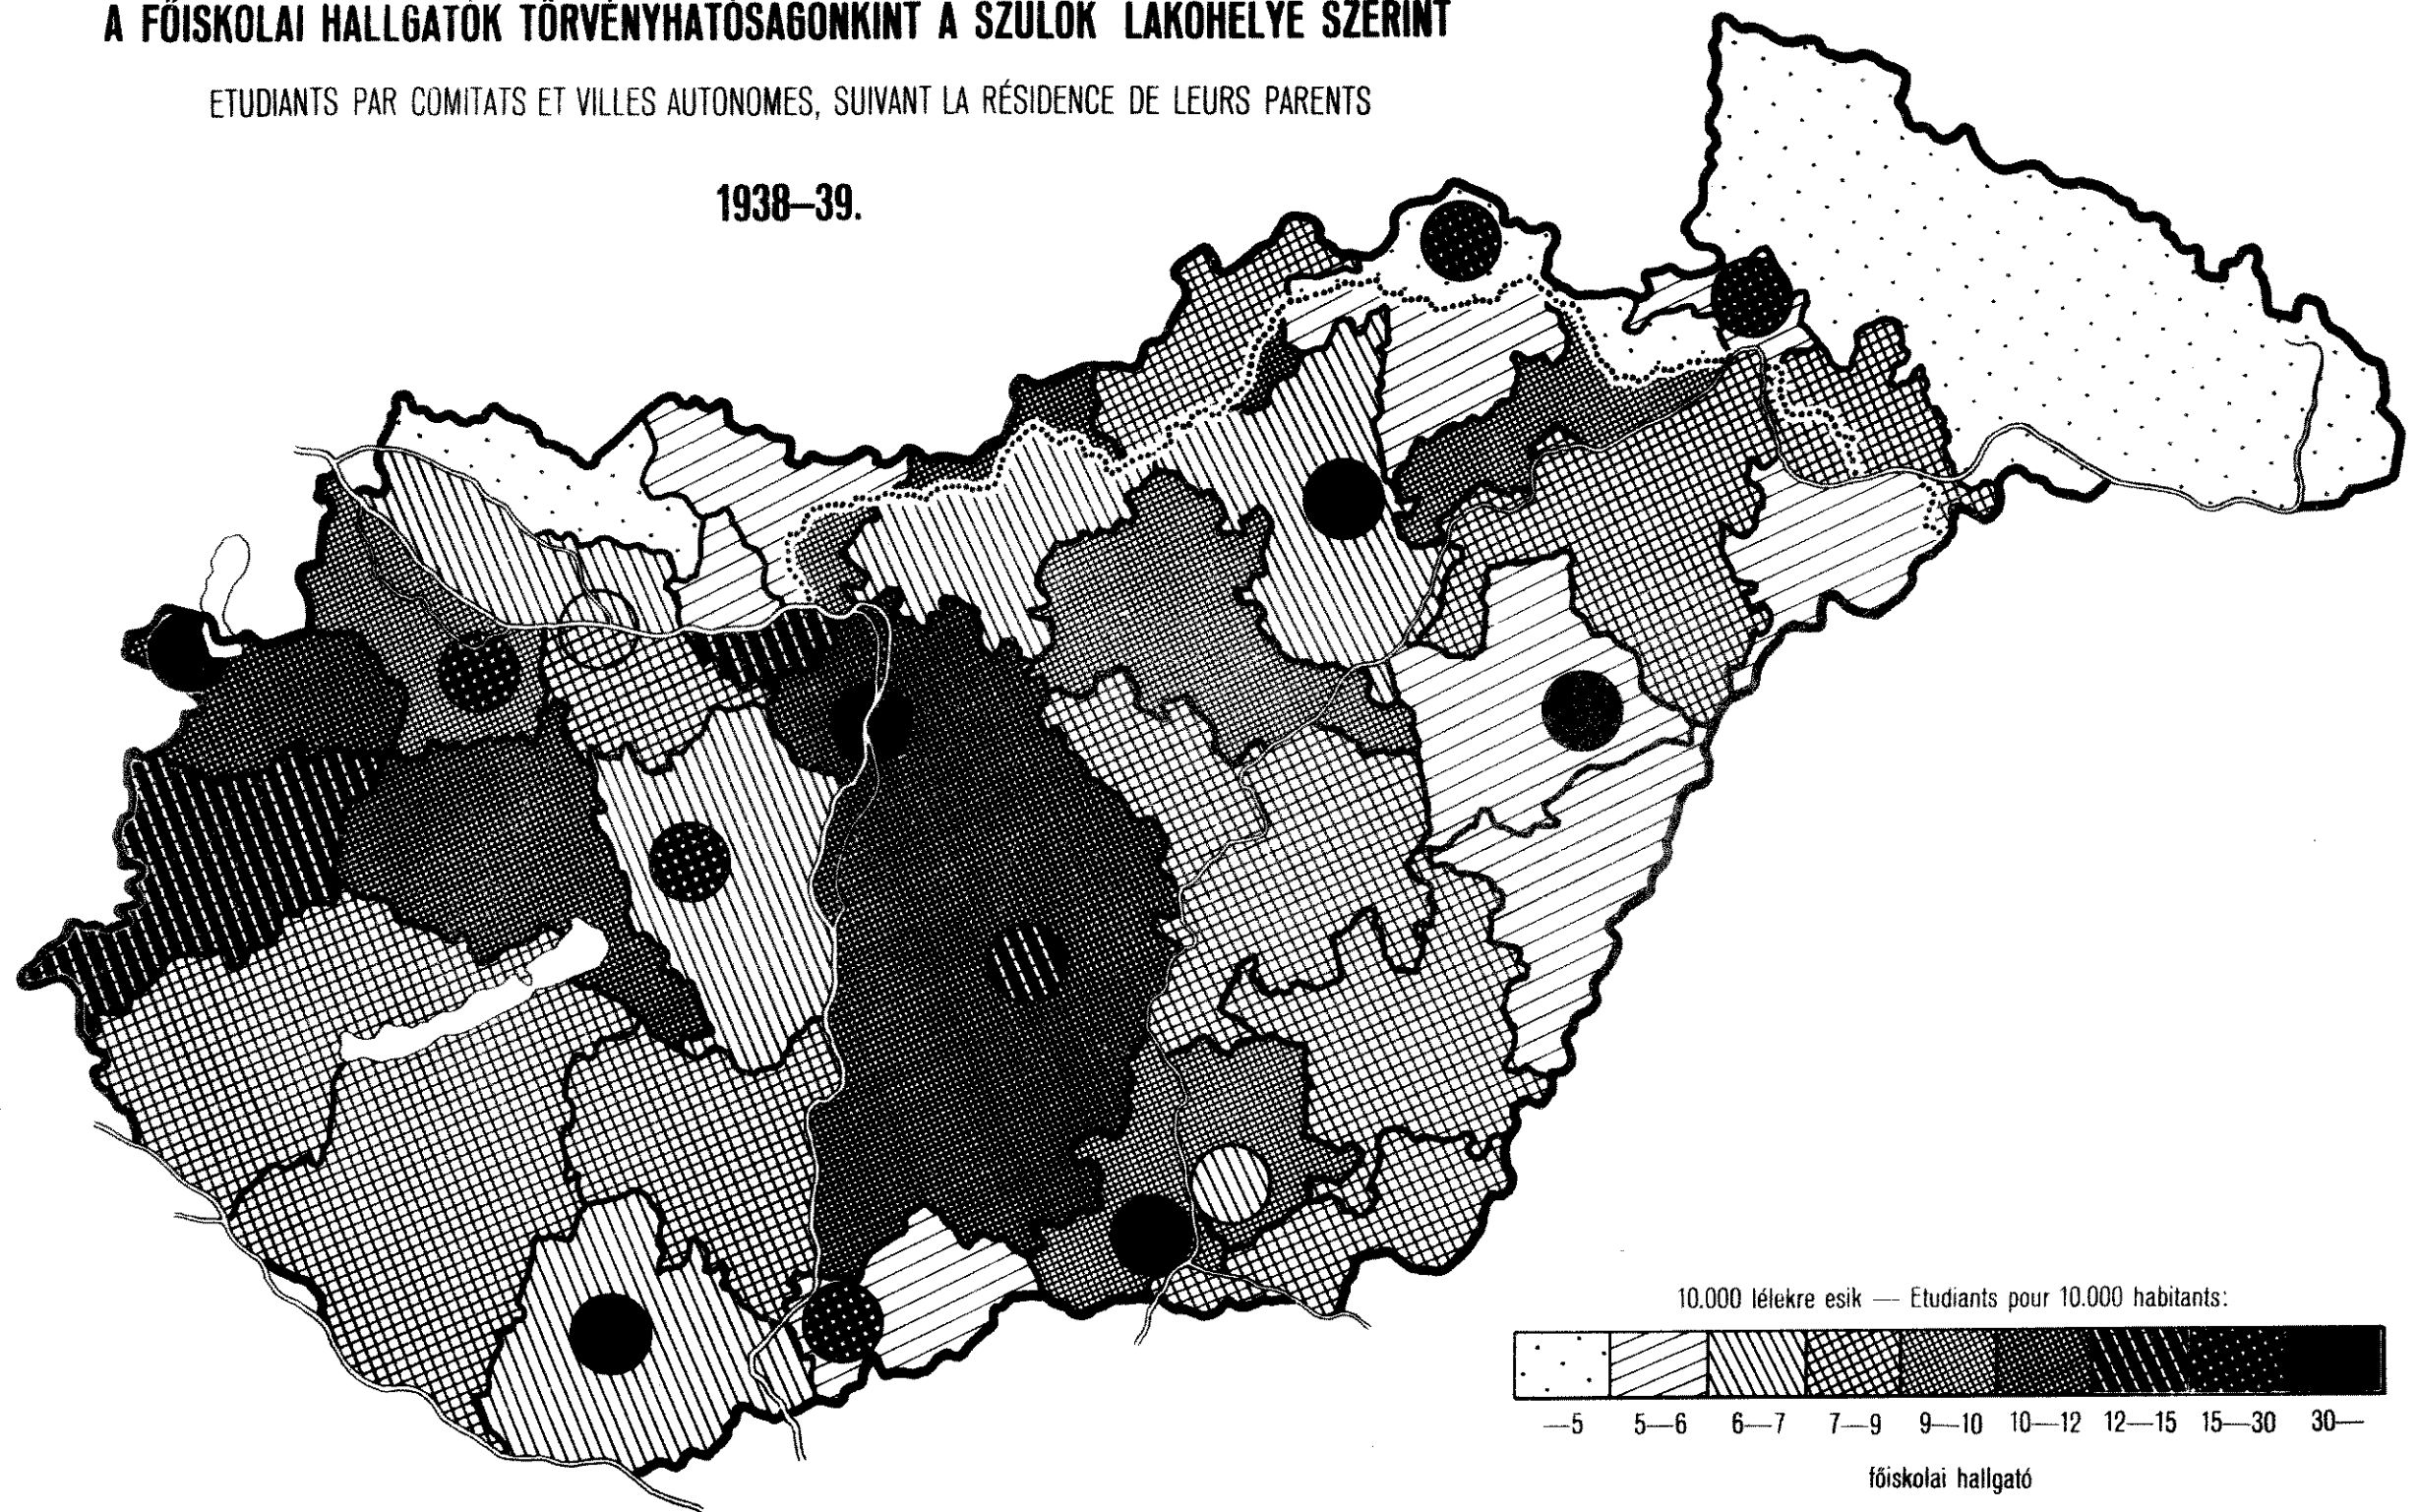 A FŐISKOLAI HALLGATÓK TÖRVÉNYHATÓSÁGONKINT A SZÜLŐK LAKÓHELYE SZERINT
ETUDIANTS PAR COMITATS ET VILLES AUTONOMES, SUIVANT LA RÉSIDENCE DE LEURS PARENTS
1938–39.
10.000 lélekre esik — Etudiants pour 10.000 habitants:
—5 5—6 6—7 7—9 9—10 10—12 12—15 15—30 30—
főiskolai hallgató